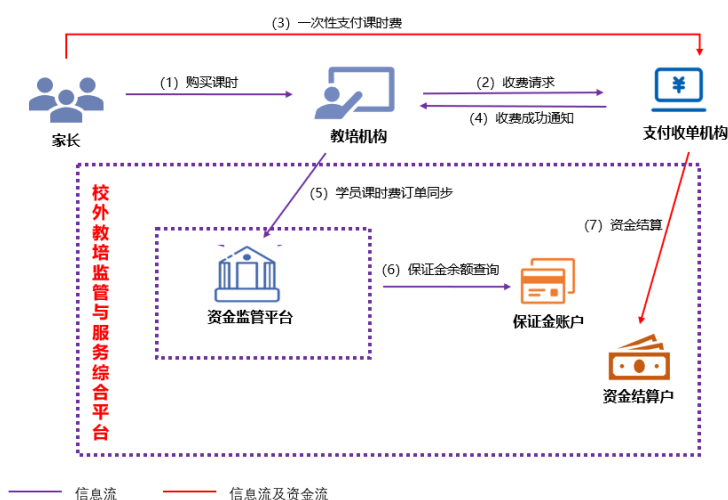 (3) 一次性支付课时费
(1) 购买课时
(2) 收费请求
(4) 收费成功通知
家长
教培机构
支付收单机构
(5) 学员课时费订单同步
校外教培监管与服务综合平台
(7) 资金结算
(6) 保证金余额查询
资金监管平台
保证金账户
资金结算户
信息流
信息流及资金流